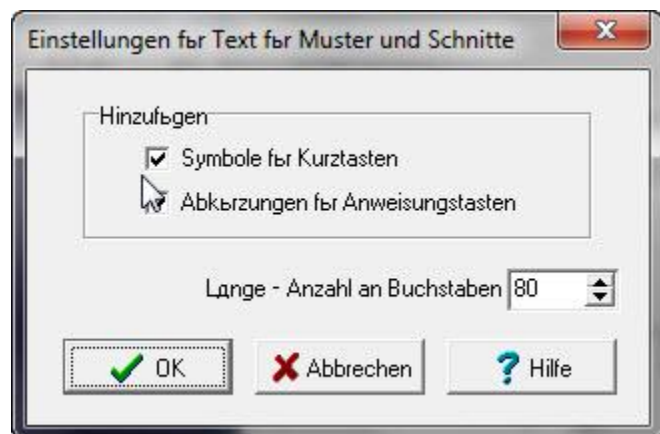 Einstellungen fьr Text fьr Muster und Schnitte
Hinzufьgen
Symbole fьr Kurztasten
Abkьrzungen fьr Anweisungstasten
Lдnge - Anzahl an Buchstaben 80
OK Abbrechen Hilfe